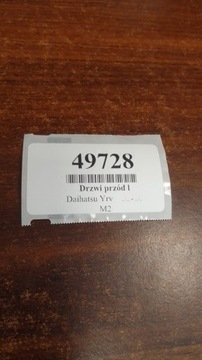 49728
Drzwi przód l
Daihatsu Yrv
M2